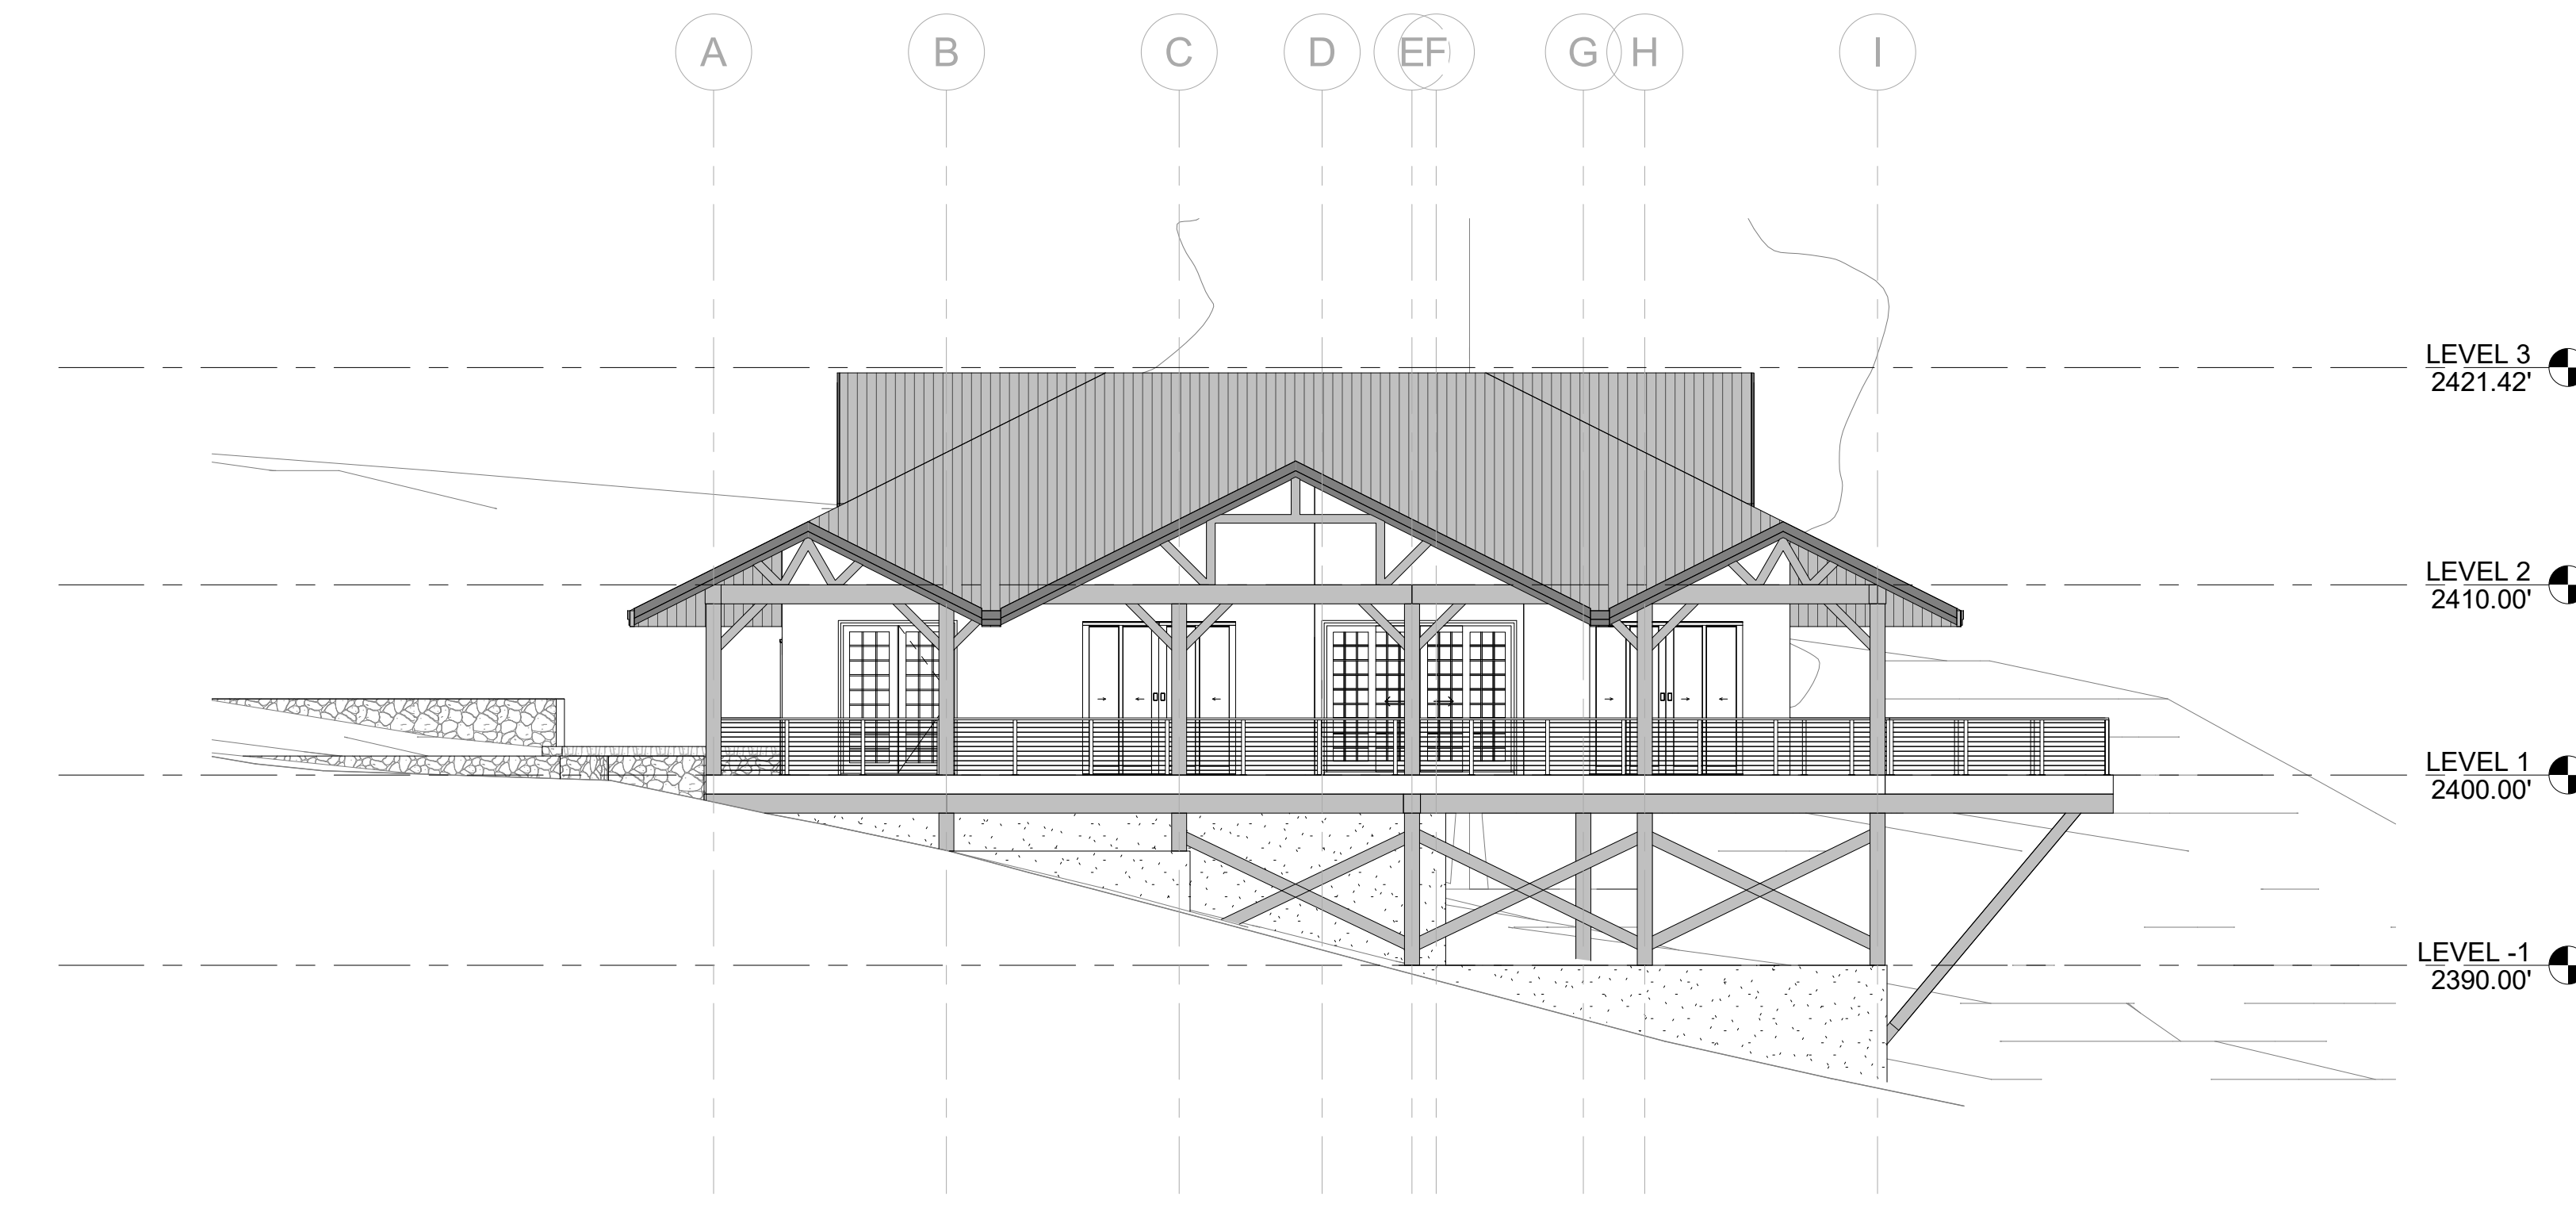 A B C D E F G H I
LEVEL 3
2421.42'
LEVEL 2
2410.00'
LEVEL 1
2400.00'
LEVEL -1
2390.00'